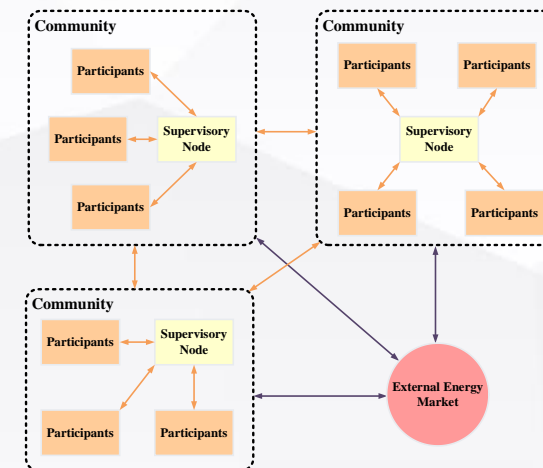 Community
Participants
Participants
Supervisory
Node
Participants
Community
Participants
Participants
Supervisory
Node
Participants
Participants
Community
Participants
Supervisory
Node
Participants
Participants
External Energy
Market